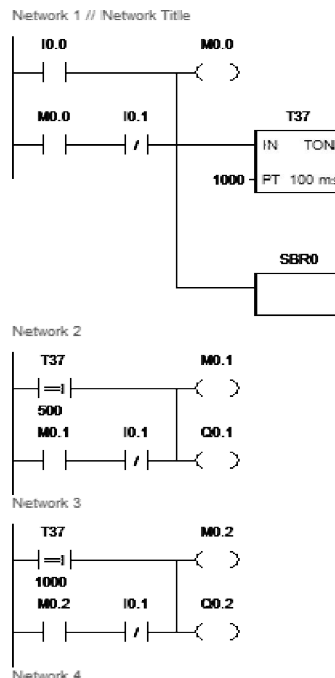 Network 1 // Network Title
I0.0 M0.0
M0.0 I0.1 T37
IN TON
1000 PT 100 ms
SBR0
Network 2
T37 M0.1
==I
500
M0.1 I0.1 Q0.1
Network 3
T37 M0.2
==I
1000
M0.2 I0.1 Q0.2
Network 4